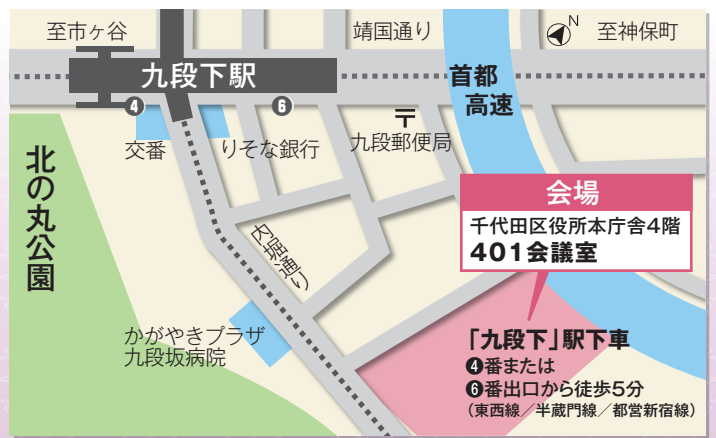 至市ヶ谷
靖国通り
N
至神保町
九段下駅
首都
高速
4
6
〒
交番
りそな銀行
九段郵便局
北の丸公園
内堀通り
会場
千代田区役所本庁舎4階
401会議室
かがやきプラザ
九段坂病院
「九段下」駅下車
❹番または
❻番出口から徒歩5分
(東西線/半蔵門線/都営新宿線)